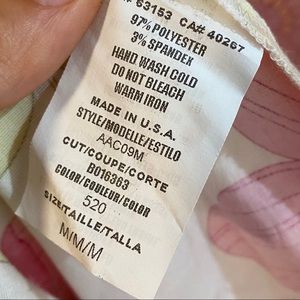 63153 CA# 40267
97% POLYESTER
3% SPANDEX
HAND WASH COLD
DO NOT BLEACH
WARM IRON
MADE IN U.S.A.
STYLE/MODELLE/ESTILO
AAC09M
CUT/COUPE/CORTE
B016363
COLOR/COULEUR/COLOR
520
SIZE/TAILLE/TALLA
M/M/M